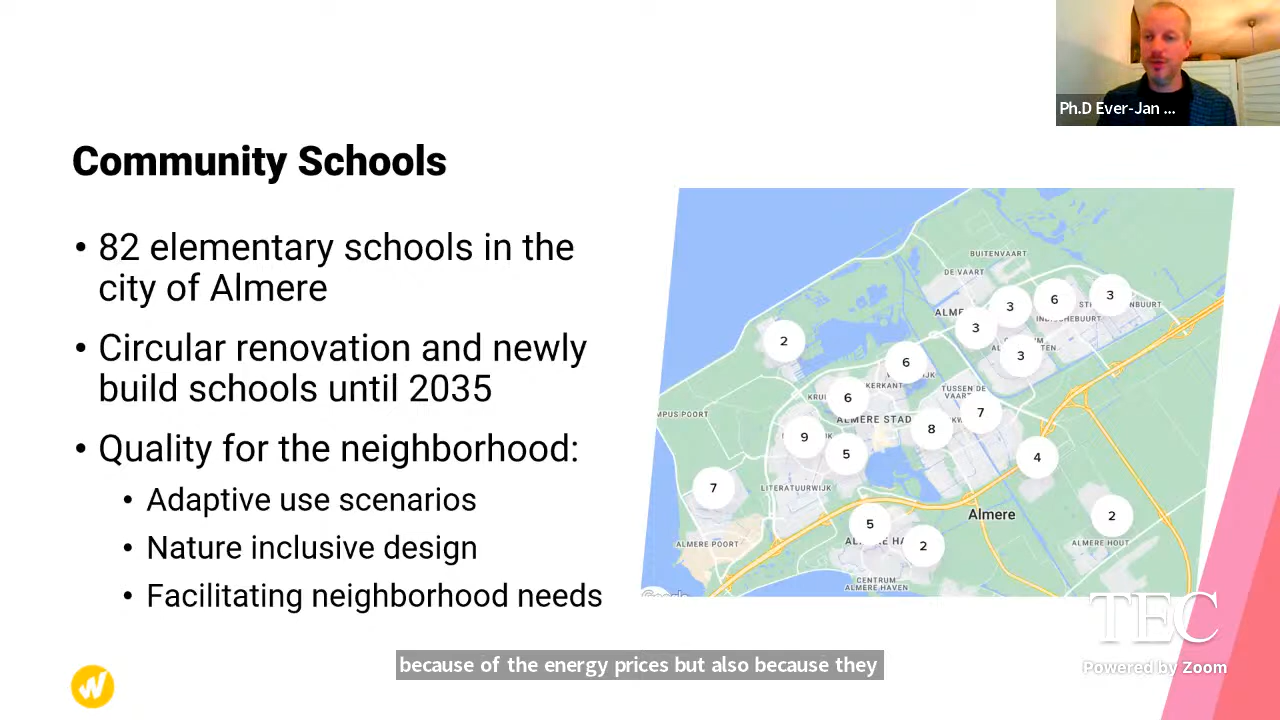 Ph.D Ever-Jan ...
Community Schools
• 82 elementary schools in the
city of Almere
• Circular renovation and newly
build schools until 2035
• Quality for the neighborhood:
• Adaptive use scenarios
• Nature inclusive design
• Facilitating neighborhood needs
BUITENVAART
DE VAART
3
6
3
3
3
2
6
KERKANT
TUSSEN DE
VAART
6
7
ALMERE STAD
8
9
5
4
7
LITERATUURWIJK
5
Almere
2
ALMERE POORT
2
ALMERE HOUT
CENTRUM
ALMERE HAVEN
Google
TEC
Powered by Zoom
because of the energy prices but also because they
W